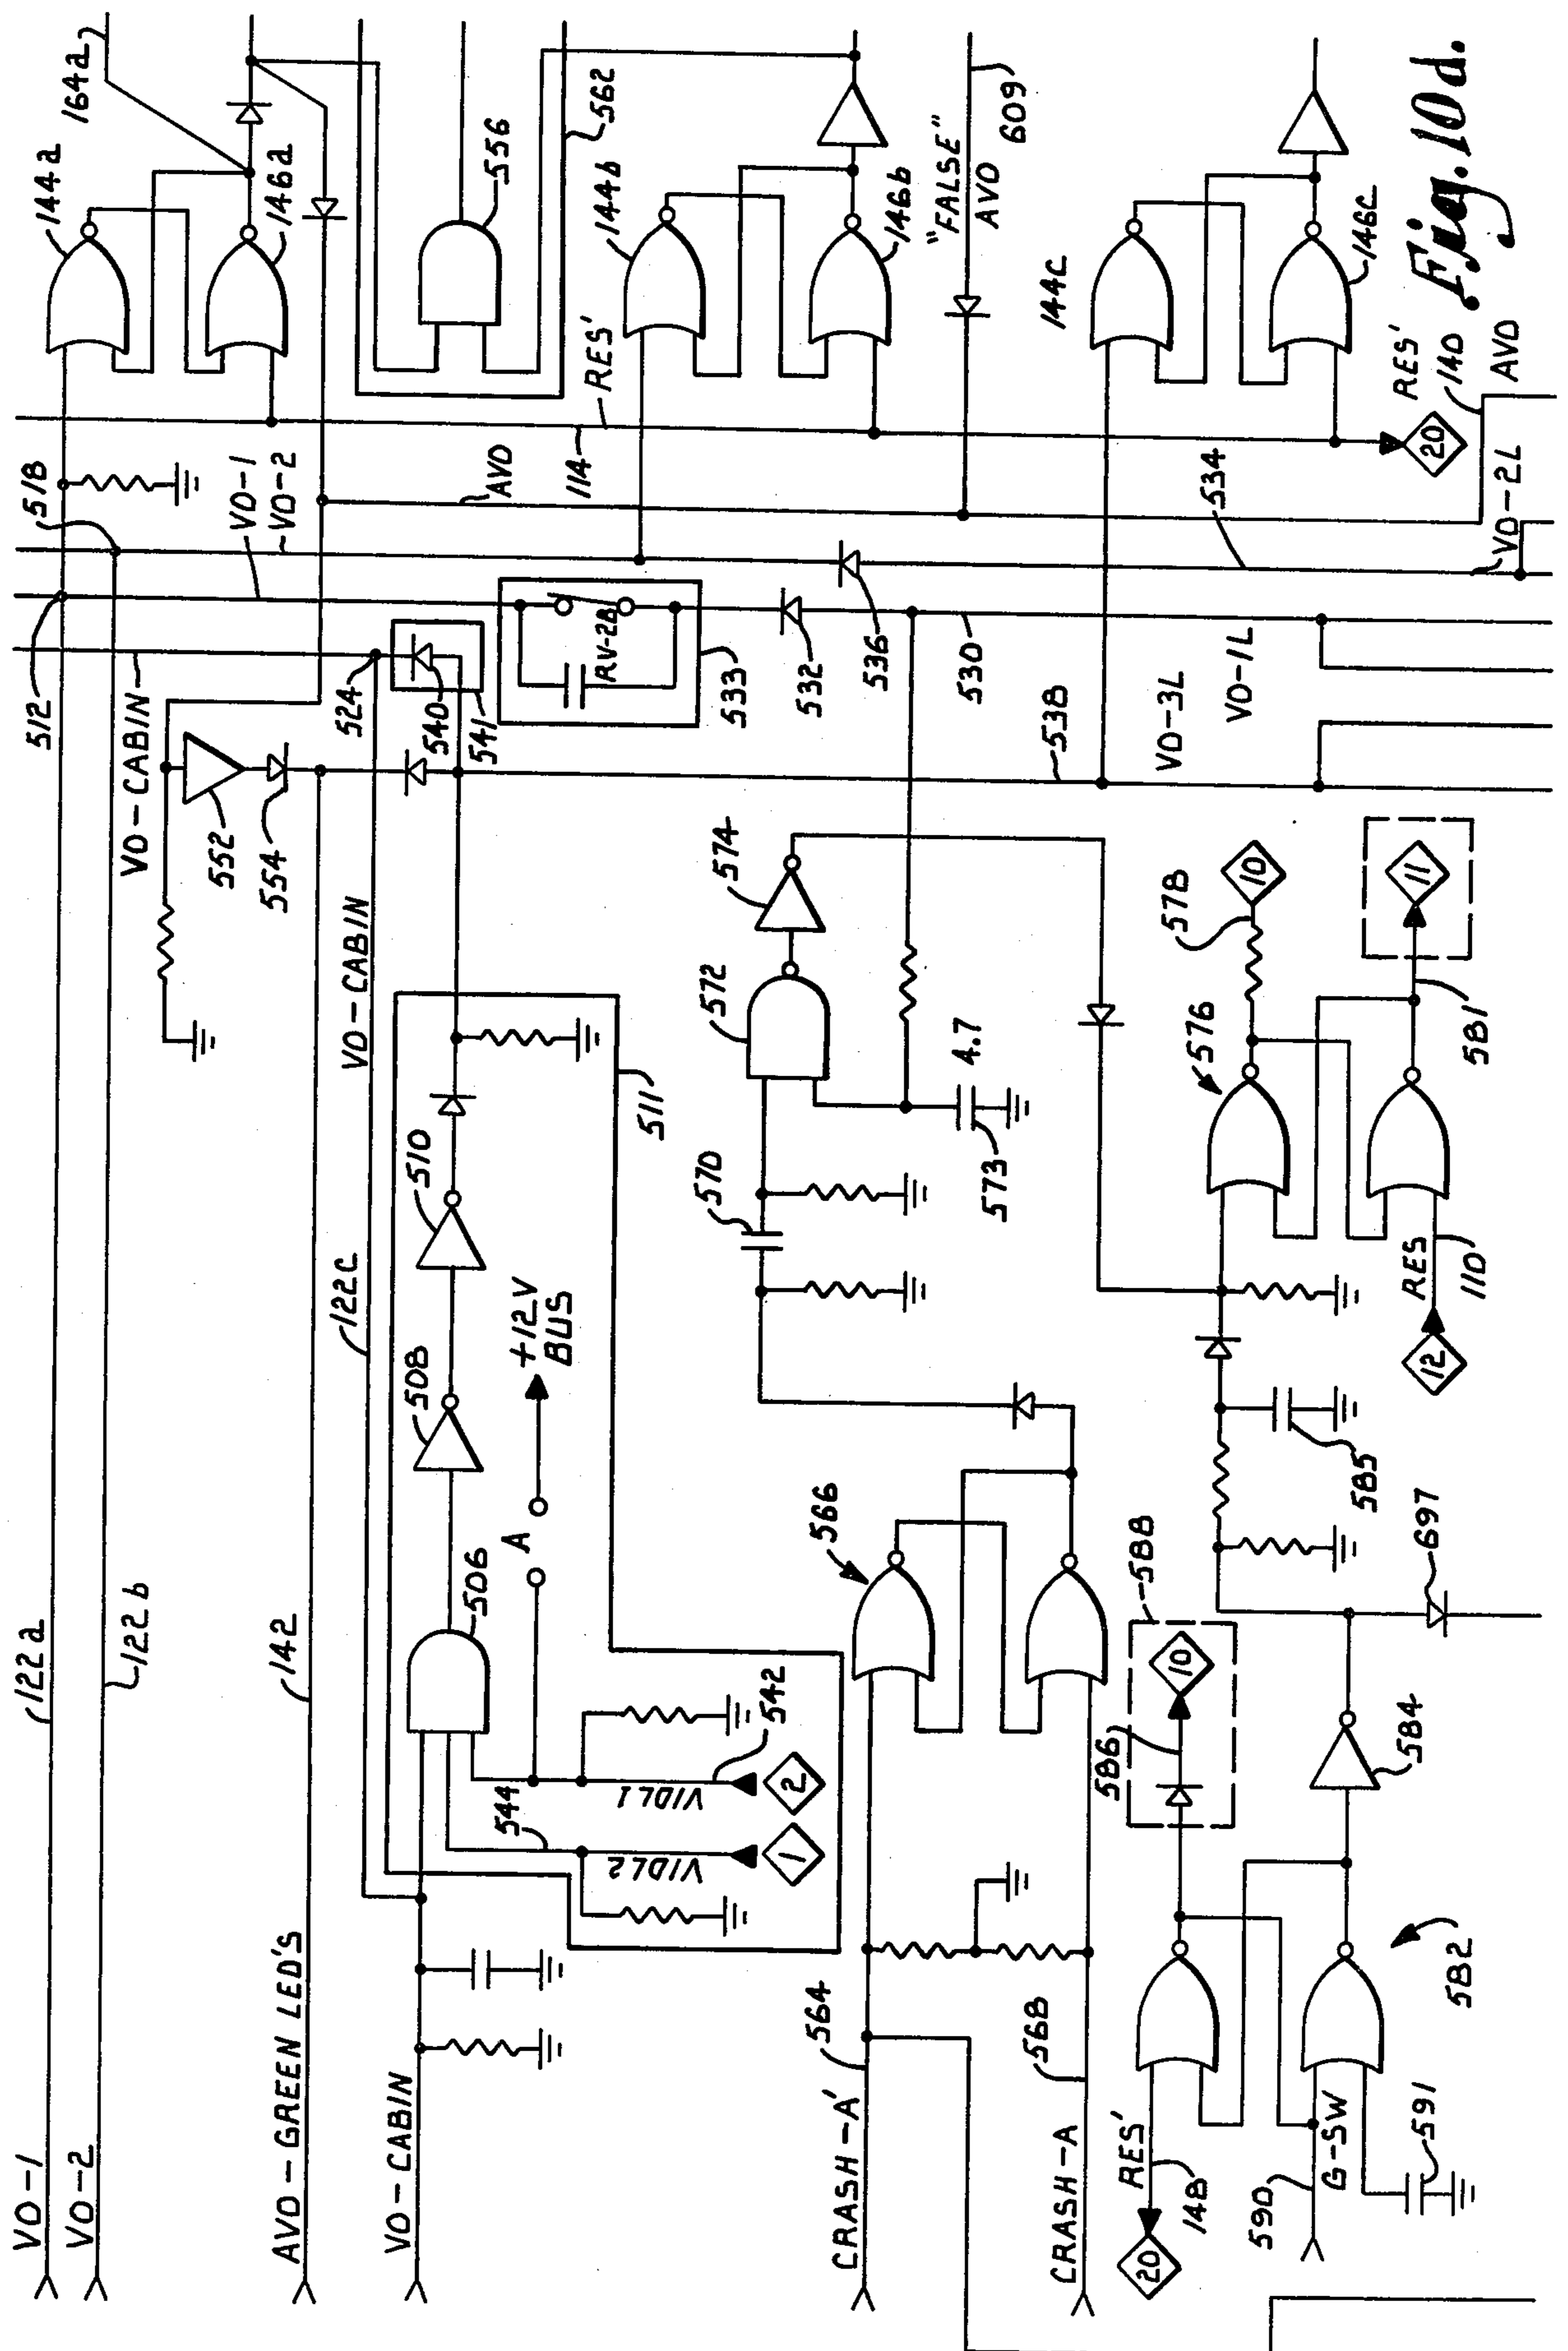 VO-1
122a
512
518
144a
164a
VO-2
122b
VO-CABIN
VO-1
VO-2
146a
552
554
AVO-GREEN LED'S
142
122C
VO-CABIN
524
VO-CABIN
508
510
540
541
506
544
542
+12V
BUS
A
AVO
556
VIDL2
VIDL1
1
2
511
RV-2B
114
RES'
144b
562
570
572
574
533
532
CRASH-A'
564
566
573
4.7
536
146b
"FALSE"
AVO
609
530
CRASH-A
568
538
144C
RES'
20
148
586
10
588
VO-3L
576
578
10
534
590
G-SW
VO-1L
146C
591
584
585
697
RES
110
12
581
11
RES'
20
582
VO-2L
140
AVO
Fig. 10d.